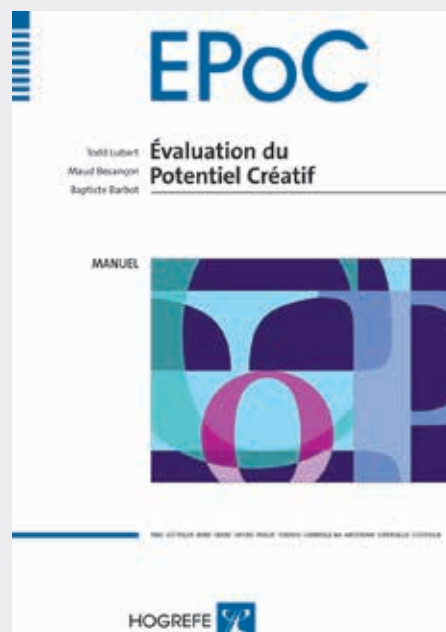 EPoC
Todd Lubart
Maud Besançon
Baptiste Barbot
Évaluation du
Potentiel Créatif
MANUEL
HOGREFE